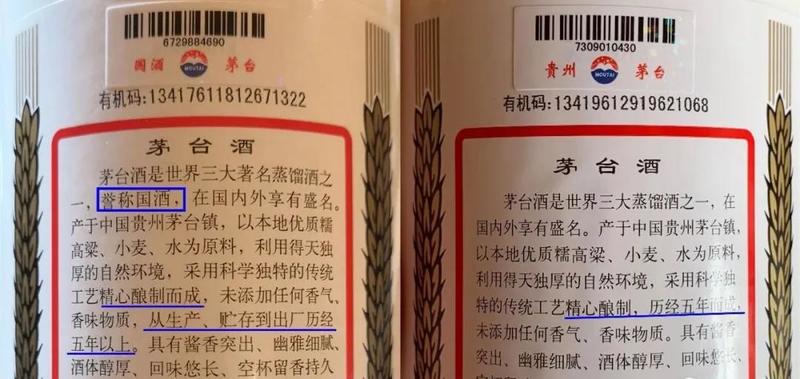 6729884690
国酒 MOUTAI 茅台
有机码:13417611812671322
茅台酒
茅台酒是世界三大著名蒸馏酒之
一,誉称国酒,在国内外享有盛名。
产于中国贵州茅台镇,以本地优质糯
高粱、小麦、水为原料,利用得天独
厚的自然环境,采用科学独特的传统
工艺精心酿制而成,未添加任何香气、
香味物质,从生产、贮存到出厂历经
五年以上。具有酱香突出、幽雅细腻、
酒体醇厚、回味悠长、空杯留香持久
7309010430
贵州 MOUTAI 茅台
有机码:13419612919621068
茅台酒
茅台酒是世界三大蒸馏酒之一,在
国内外享有盛名。产于中国贵州茅台镇,
以本地优质糯高粱、小麦、水为原料,
利用得天独厚的自然环境,采用科学独
特的传统工艺精心酿制,历经五年而成,
未添加任何香气、香味物质。具有酱香
突出、幽雅细腻、酒体醇厚、回味悠长、
空杯留香持久的